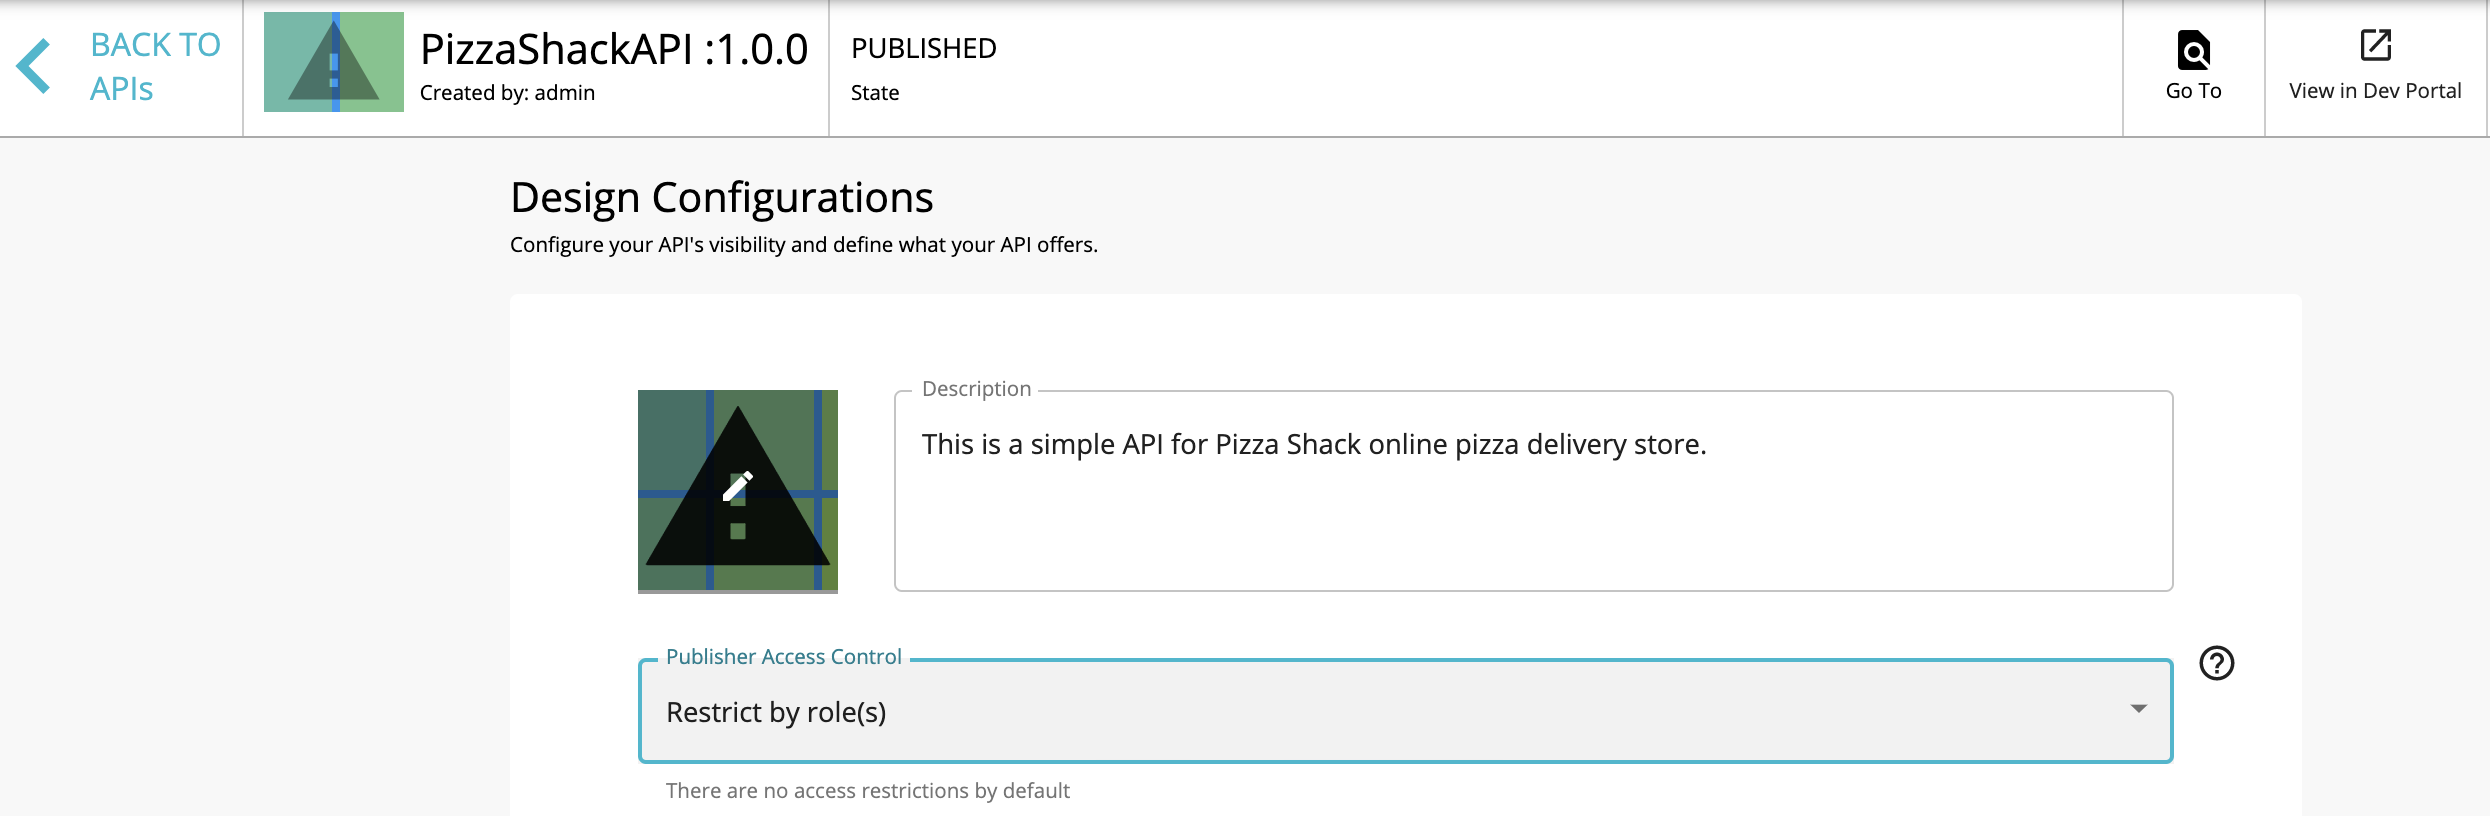 BACK TO
APIs
PizzaShackAPI :1.0.0
Created by: admin
PUBLISHED
State
Go To
View in Dev Portal
Design Configurations
Configure your API's visibility and define what your API offers.
Description
This is a simple API for Pizza Shack online pizza delivery store.
Publisher Access Control
Restrict by role(s)
There are no access restrictions by default